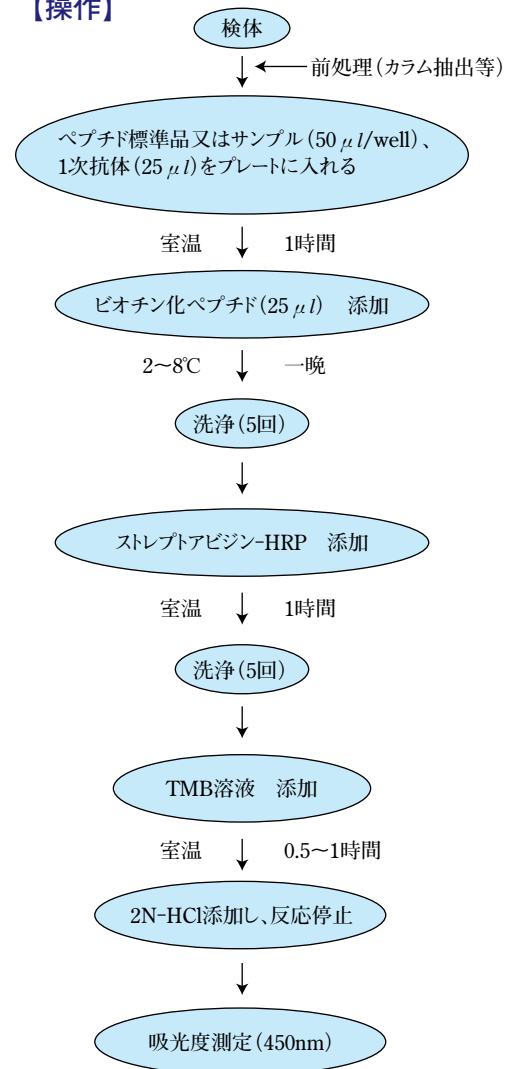 【操作】
検体
前処理(カラム抽出等)
ペプチド標準品又はサンプル(50μl/well)、
1次抗体(25μl)をプレートに入れる
室温 1時間
ビオチン化ペプチド(25μl) 添加
2～8℃ 一晩
洗浄(5回)
ストレプトアビジン-HRP 添加
室温 1時間
洗浄(5回)
TMB溶液 添加
室温 0.5～1時間
2N-HCl添加し、反応停止
吸光度測定(450nm)